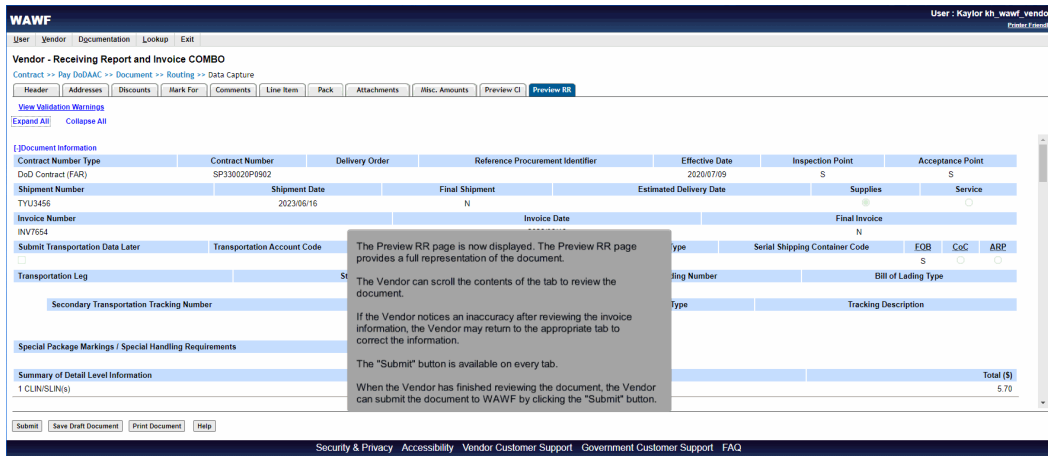 User : Kaylor kh_wawf_vendo
WAWF
Printer Friendl
User Vendor Documentation Lookup Exit
Vendor - Receiving Report and Invoice COMBO
Contract >> Pay DoDAAC >> Document >> Routing >> Data Capture
Header Addresses Discounts Mark For Comments Line Item Pack Attachments Misc. Amounts Preview CI Preview RR
View Validation Warnings
Expand All Collapse All
[-]Document Information
Contract Number Type Contract Number Delivery Order Reference Procurement Identifier Effective Date Inspection Point Acceptance Point
DoD Contract (FAR) SP330020P0902 2020/07/09 S S
Shipment Number Shipment Date Final Shipment Estimated Delivery Date Supplies Service
TYU3456 2023/06/16 N
Invoice Number Invoice Date Final Invoice
INV7654 N
Submit Transportation Data Later Transportation Account Code Type Serial Shipping Container Code FOB CoC ARP
S
Transportation Leg St ding Number Bill of Lading Type
Secondary Transportation Tracking Number Type Tracking Description
Special Package Markings / Special Handling Requirements
Summary of Detail Level Information Total ($)
1 CLIN/SLIN(s) 5.70
The Preview RR page is now displayed. The Preview RR page
provides a full representation of the document.
The Vendor can scroll the contents of the tab to review the
document.
If the Vendor notices an inaccuracy after reviewing the invoice
information, the Vendor may return to the appropriate tab to
correct the information.
The "Submit" button is available on every tab.
When the Vendor has finished reviewing the document, the Vendor
can submit the document to WAWF by clicking the "Submit" button.
Submit Save Draft Document Print Document Help
Security & Privacy Accessibility Vendor Customer Support Government Customer Support FAQ